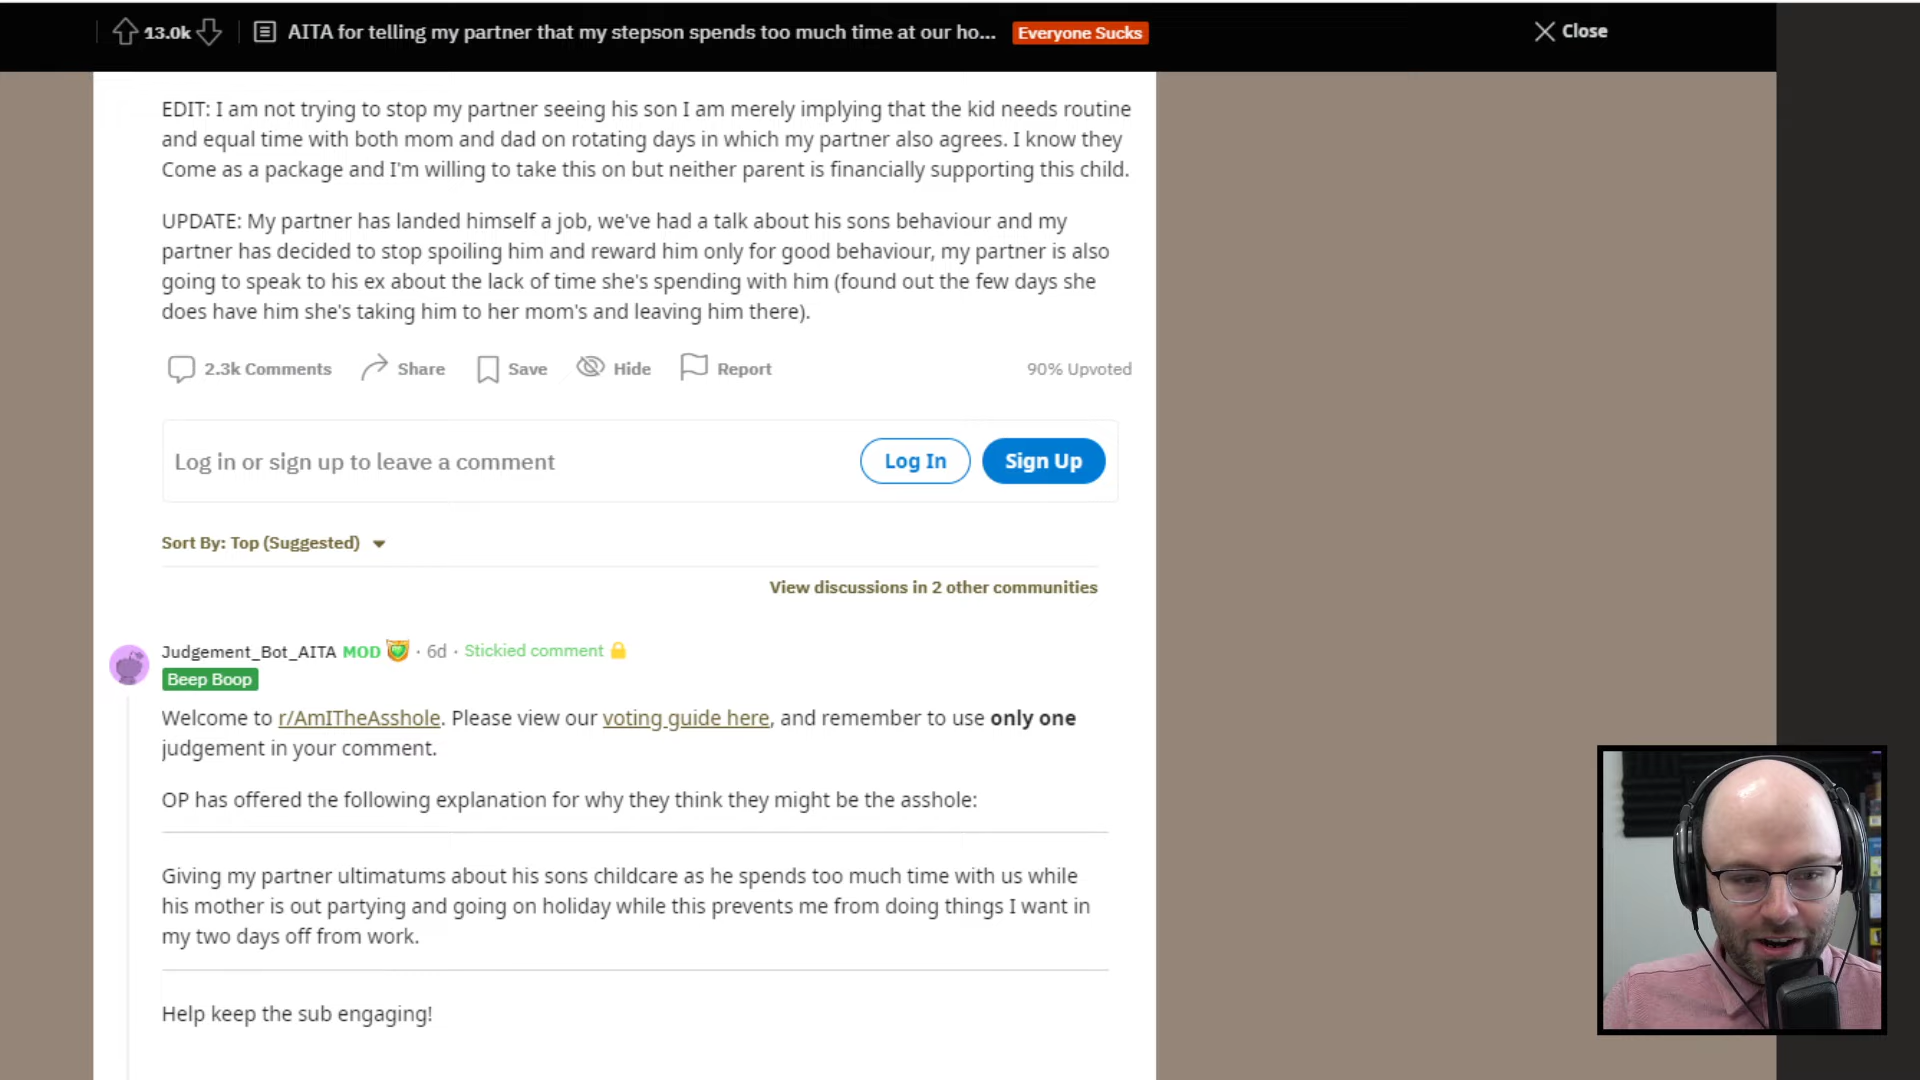 13.0k AITA for telling my partner that my stepson spends too much time at our ho... Everyone Sucks Close
EDIT: I am not trying to stop my partner seeing his son I am merely implying that the kid needs routine
and equal time with both mom and dad on rotating days in which my partner also agrees. I know they
Come as a package and I'm willing to take this on but neither parent is financially supporting this child.
UPDATE: My partner has landed himself a job, we've had a talk about his sons behaviour and my
partner has decided to stop spoiling him and reward him only for good behaviour, my partner is also
going to speak to his ex about the lack of time she's spending with him (found out the few days she
does have him she's taking him to her mom's and leaving him there).
2.3k Comments Share Save Hide Report 90% Upvoted
Log in or sign up to leave a comment Log In Sign Up
Sort By: Top (Suggested)
View discussions in 2 other communities
Judgement_Bot_AITA MOD · 6d · Stickied comment
Beep Boop
Welcome to r/AmITheAsshole. Please view our voting guide here, and remember to use only one
judgement in your comment.
OP has offered the following explanation for why they think they might be the asshole:
Giving my partner ultimatums about his sons childcare as he spends too much time with us while
his mother is out partying and going on holiday while this prevents me from doing things I want in
my two days off from work.
Help keep the sub engaging!